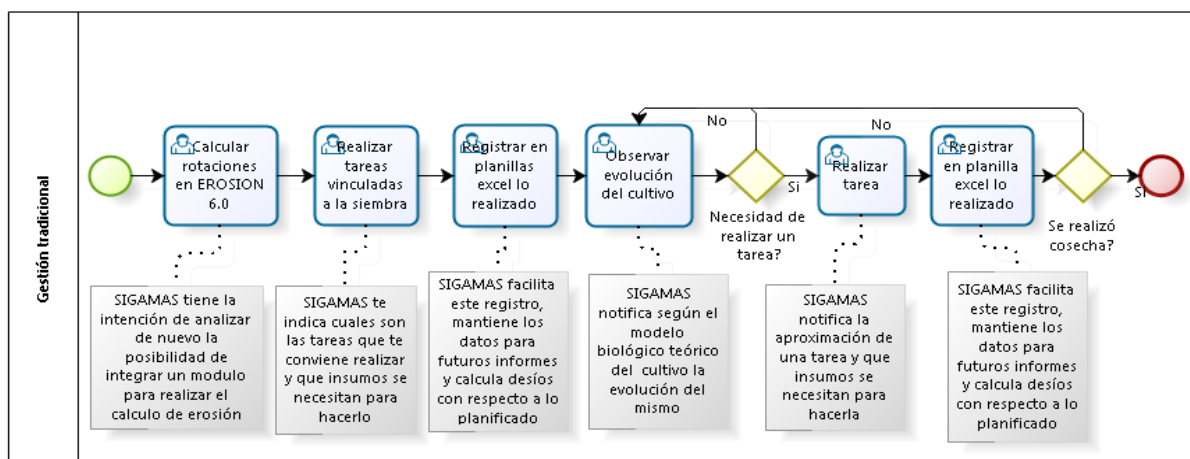 Gestión tradicional
Calcular
rotaciones
en EROSION
6.0
Realizar
tareas
vinculadas
a la siembra
Registrar en
planillas excel lo
realizado
Observar
evolución
del cultivo
No
Si
Necesidad de
realizar un
tarea?
Realizar
tarea
No
Registrar
en planilla
excel lo
realizado
Si
Se realizó
cosecha?
SIGAMAS tiene la
intención de analizar
de nuevo la
posibilidad de
integrar un modulo
para realizar el
calculo de erosión
SIGAMAS te
indica cuales son
las tareas que te
conviene realizar
y que insumos se
necesitan para
hacerlo
SIGAMAS facilita
este registro,
mantiene los
datos para
futuros informes
y calcula desíos
con respecto a lo
planificado
SIGAMAS
notifica según el
modelo
biológico teórico
del cultivo la
evolución del
mismo
SIGAMAS
notifica la
aproximación de
una tarea y que
insumos se
necesitan para
hacerla
SIGAMAS facilita
este registro,
mantiene los
datos para
futuros informes
y calcula desíos
con respecto a lo
planificado